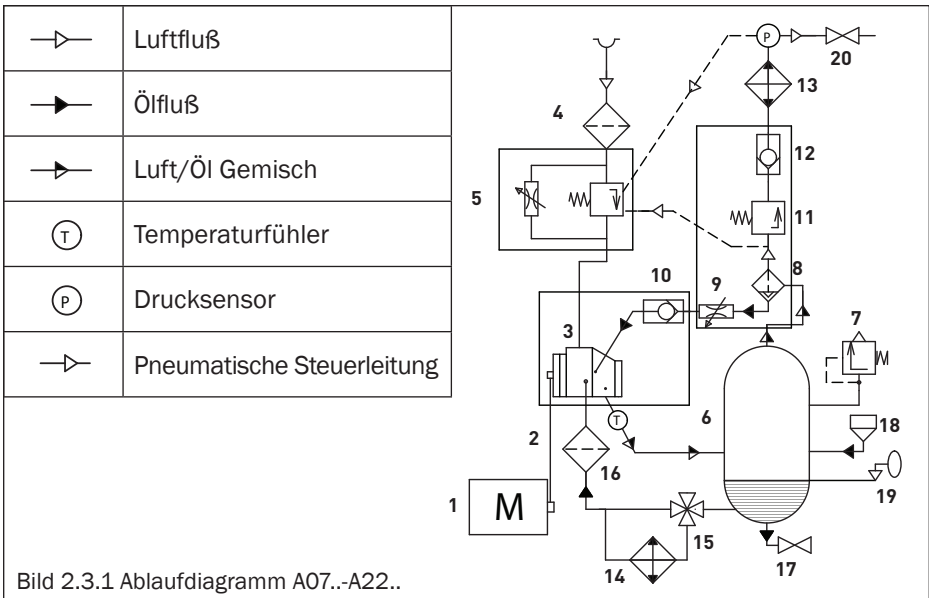 Luftfluß
Ölfluß
Luft/Öl Gemisch
T Temperaturfühler
P Drucksensor
Pneumatische Steuerleitung
P
20
13
4
12
5
11
8
10
9
7
3
6
18
T
2
16
19
1
M
15
14
17
Bild 2.3.1 Ablaufdiagramm A07..-A22..